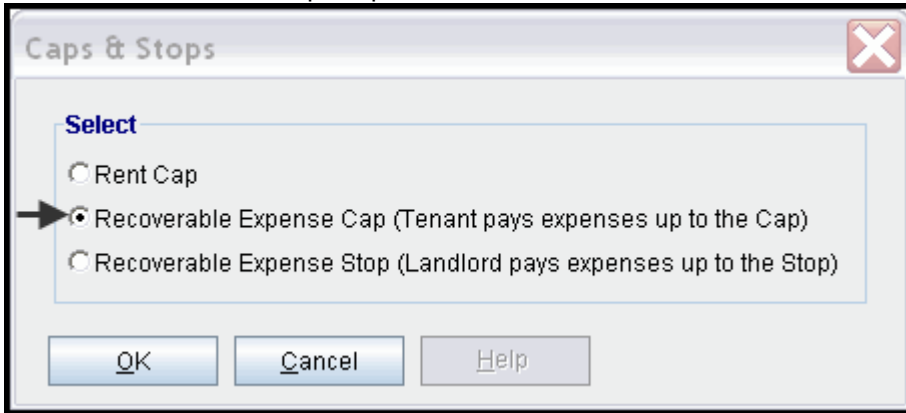 Caps & Stops
Select
Rent Cap
Recoverable Expense Cap (Tenant pays expenses up to the Cap)
Recoverable Expense Stop (Landlord pays expenses up to the Stop)
OK Cancel Help